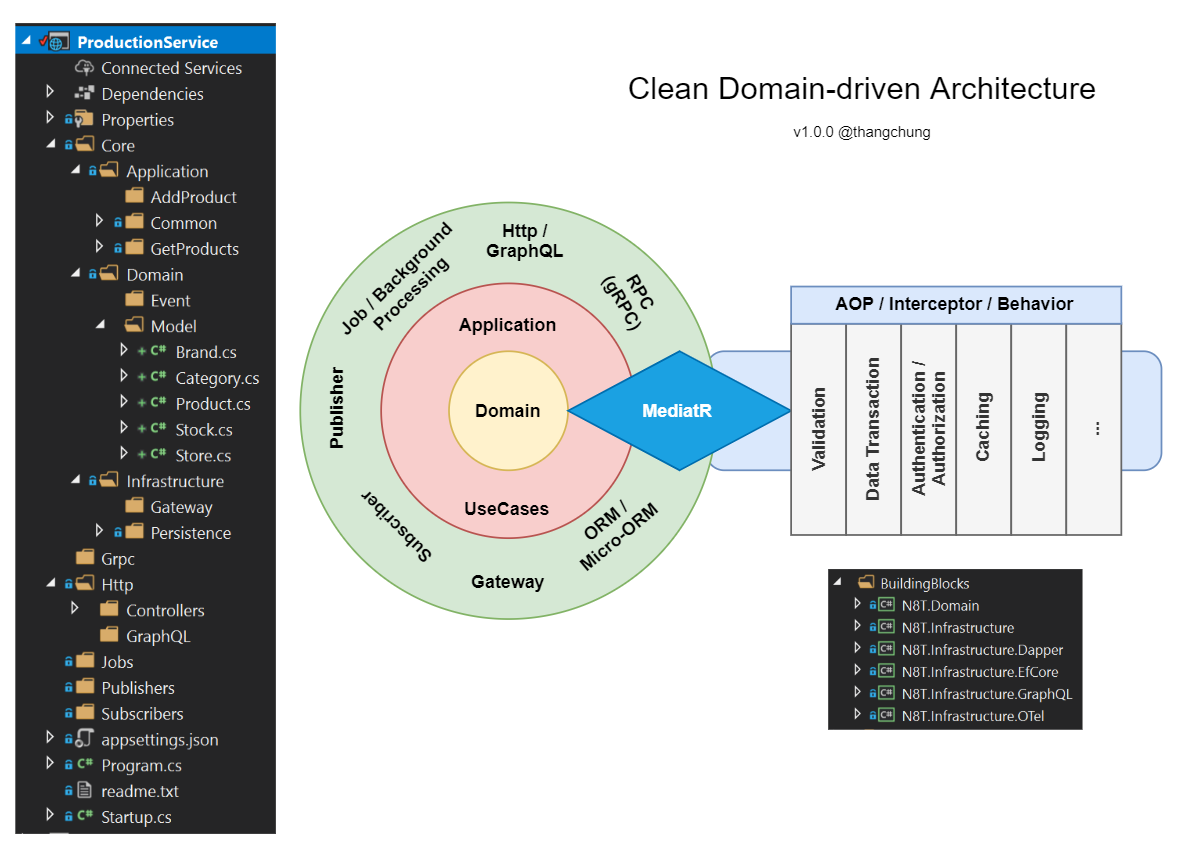 ProductionService
Connected Services
Dependencies
Properties
Core
Application
AddProduct
Common
GetProducts
Domain
Event
Model
C# Brand.cs
C# Category.cs
C# Product.cs
C# Stock.cs
C# Store.cs
Infrastructure
Gateway
Persistence
Grpc
Http
Controllers
GraphQL
Jobs
Publishers
Subscribers
appsettings.json
C# Program.cs
readme.txt
C# Startup.cs
Clean Domain-driven Architecture
v1.0.0 @thangchung
Http /
GraphQL
Job / Background
Processing
RPC
(gRPC)
Publisher
Application
Domain
UseCases
MediatR
Subscriber
Gateway
ORM /
Micro-ORM
AOP / Interceptor / Behavior
Validation
Data Transaction
Authentication /
Authorization
Caching
Logging
...
BuildingBlocks
C# N8T.Domain
C# N8T.Infrastructure
C# N8T.Infrastructure.Dapper
C# N8T.Infrastructure.EfCore
C# N8T.Infrastructure.GraphQL
C# N8T.Infrastructure.OTel